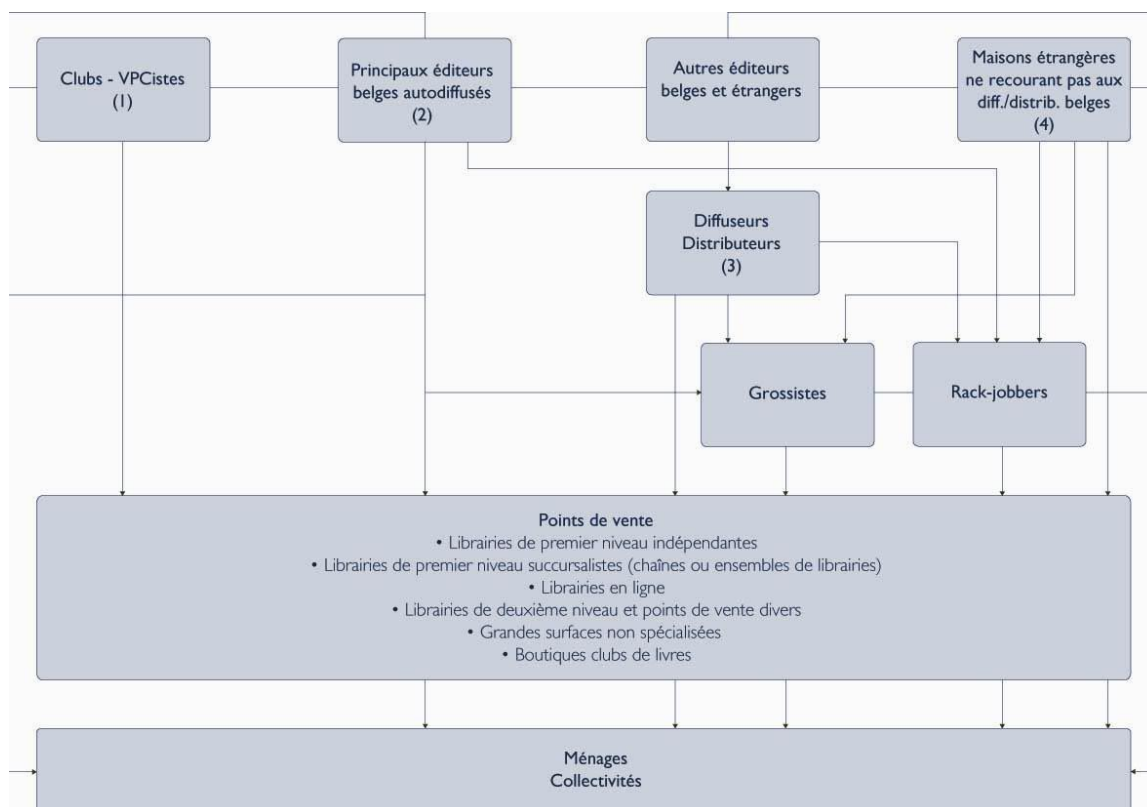 Clubs - VPCistes
(1)
Principaux éditeurs
belges autodiffusés
(2)
Autres éditeurs
belges et étrangers
Maisons étrangères
ne recourant pas aux
diff./distrib. belges
(4)
Diffuseurs
Distributeurs
(3)
Grossistes
Rack-jobbers
Points de vente
• Librairies de premier niveau indépendantes
• Librairies de premier niveau succursalistes (chaînes ou ensembles de librairies)
• Librairies en ligne
• Librairies de deuxième niveau et points de vente divers
• Grandes surfaces non spécialisées
• Boutiques clubs de livres
Ménages
Collectivités